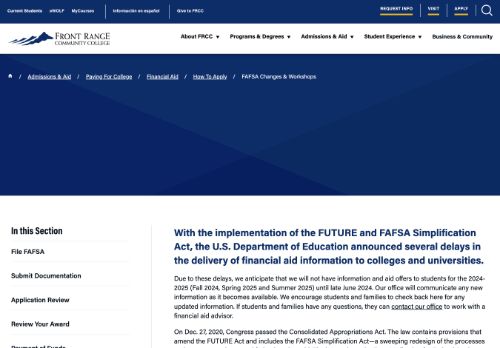 Current Students eWOLF MyCourses Información en español Give to FRCC REQUEST INFO VISIT APPLY
FRONT RANGE
COMMUNITY COLLEGE
About FRCC ▼ Programs & Degrees ▼ Admissions & Aid ▼ Student Experience ▼ Business & Community
/ Admissions & Aid / Paying For College / Financial Aid / How To Apply / FAFSA Changes & Workshops
In this Section
File FAFSA
Submit Documentation
Application Review
Review Your Award
Payment of Funds
With the implementation of the FUTURE and FAFSA Simplification
Act, the U.S. Department of Education announced several delays in
the delivery of financial aid information to colleges and universities.
Due to these delays, we anticipate that we will not have information and aid offers to students for the 2024-
2025 (Fall 2024, Spring 2025 and Summer 2025) until late June 2024. Our office will communicate any new
information as it becomes available. We encourage students and families to check back here for any
updated information. If students and families have any questions, they can contact our office to work with a
financial aid advisor.
On Dec. 27, 2020, Congress passed the Consolidated Appropriations Act. The law contains provisions that
amend the FUTURE Act and includes the FAFSA Simplification Act—a sweeping redesign of the processes